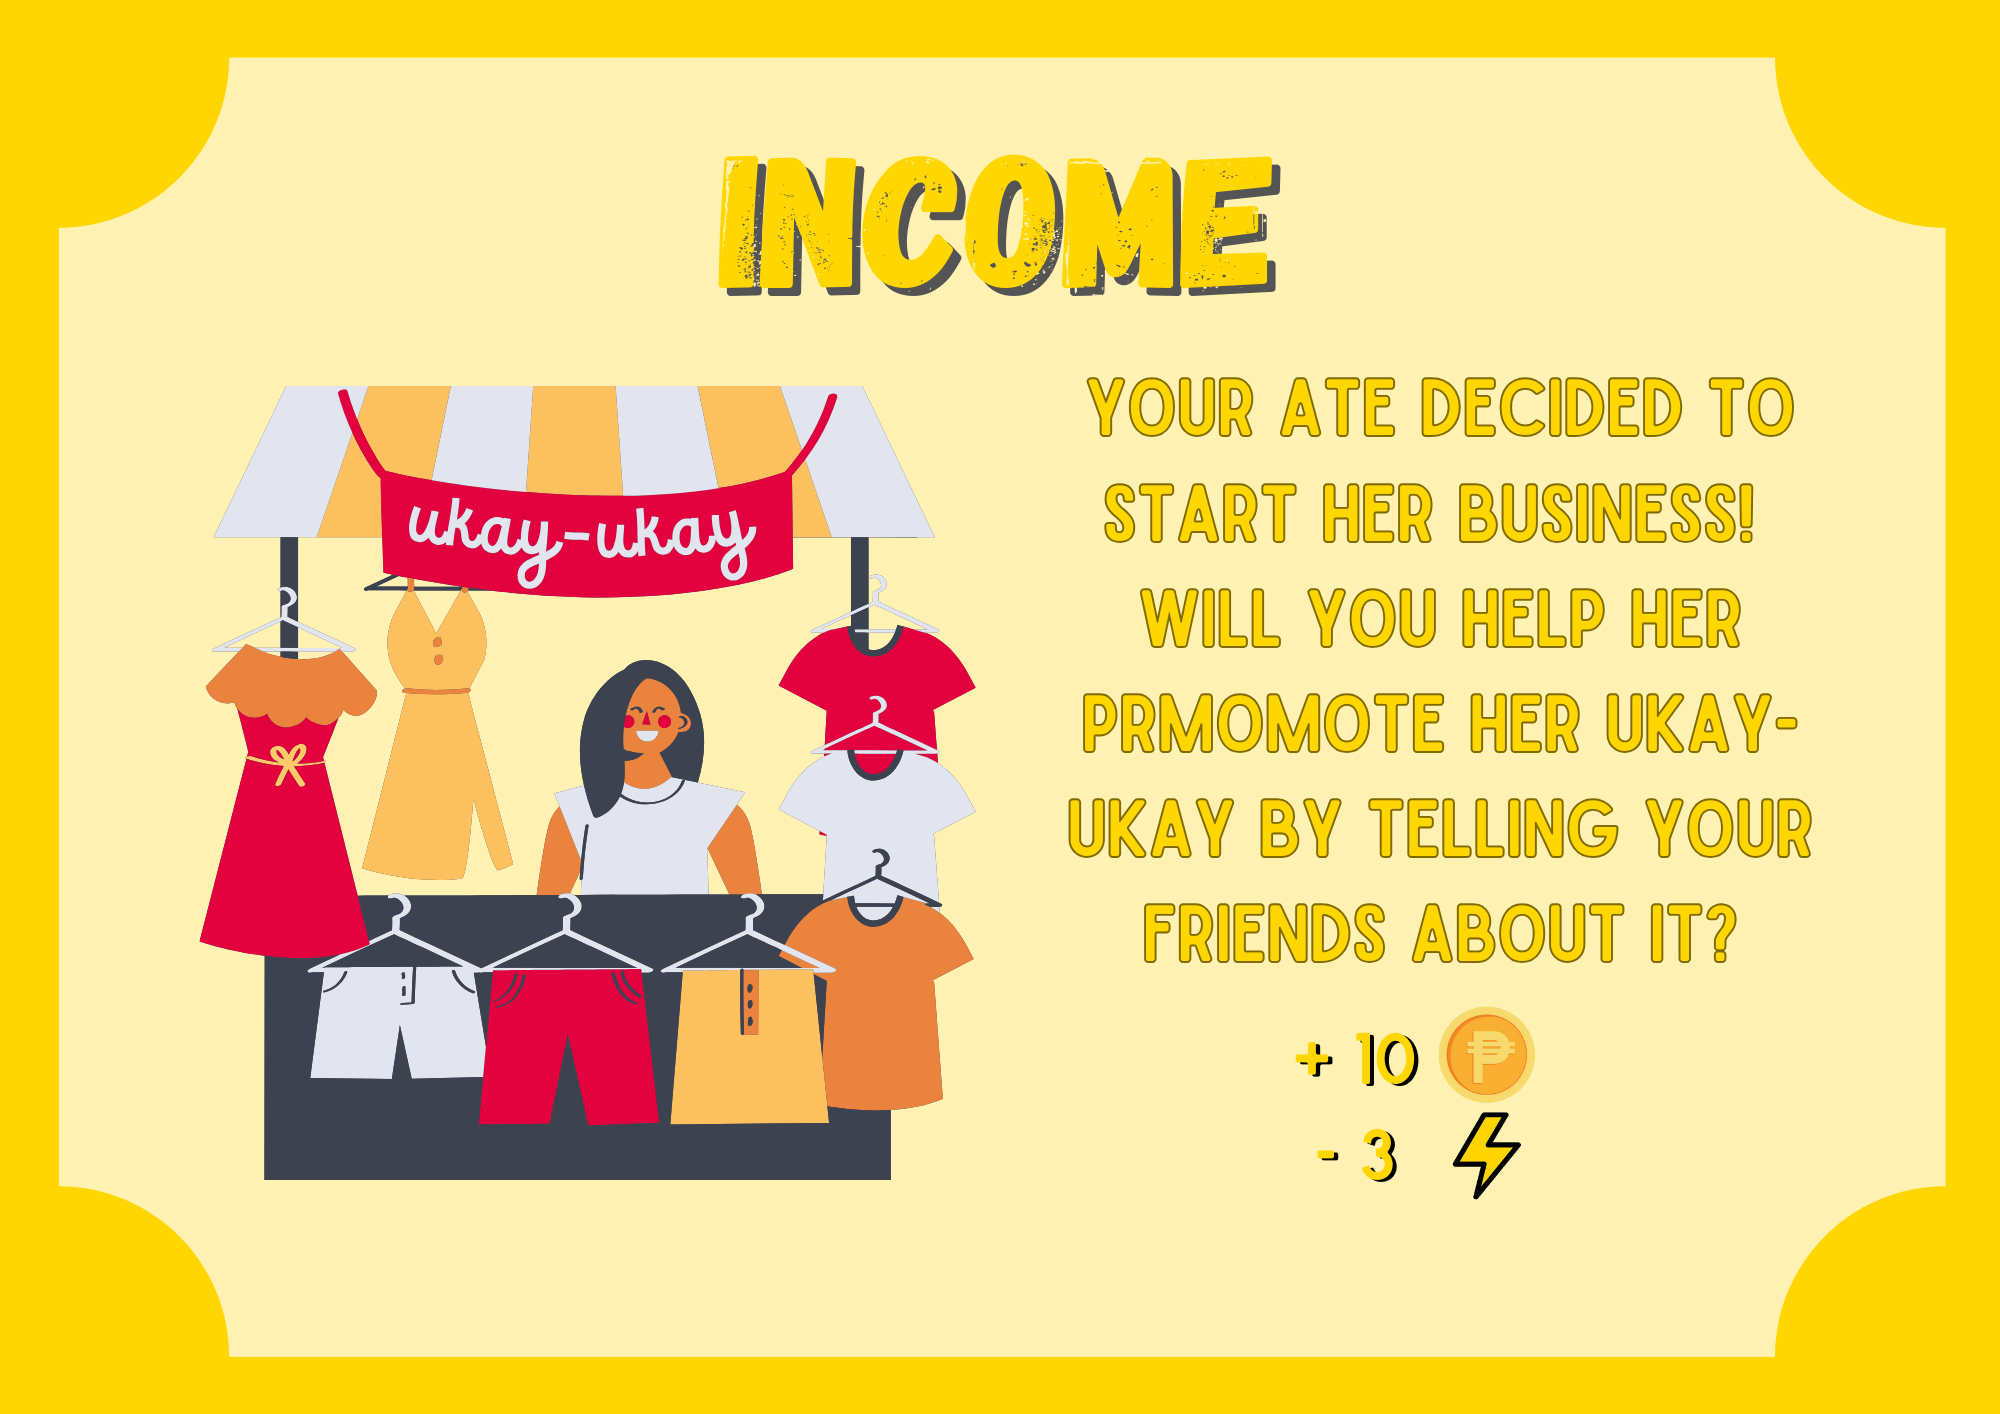 INCOME
ukay-ukay
YOUR ATE DECIDED TO
START HER BUSINESS!
WILL YOU HELP HER
PRMOMOTE HER UKAY-
UKAY BY TELLING YOUR
FRIENDS ABOUT IT?
+ 10 ₱
- 3